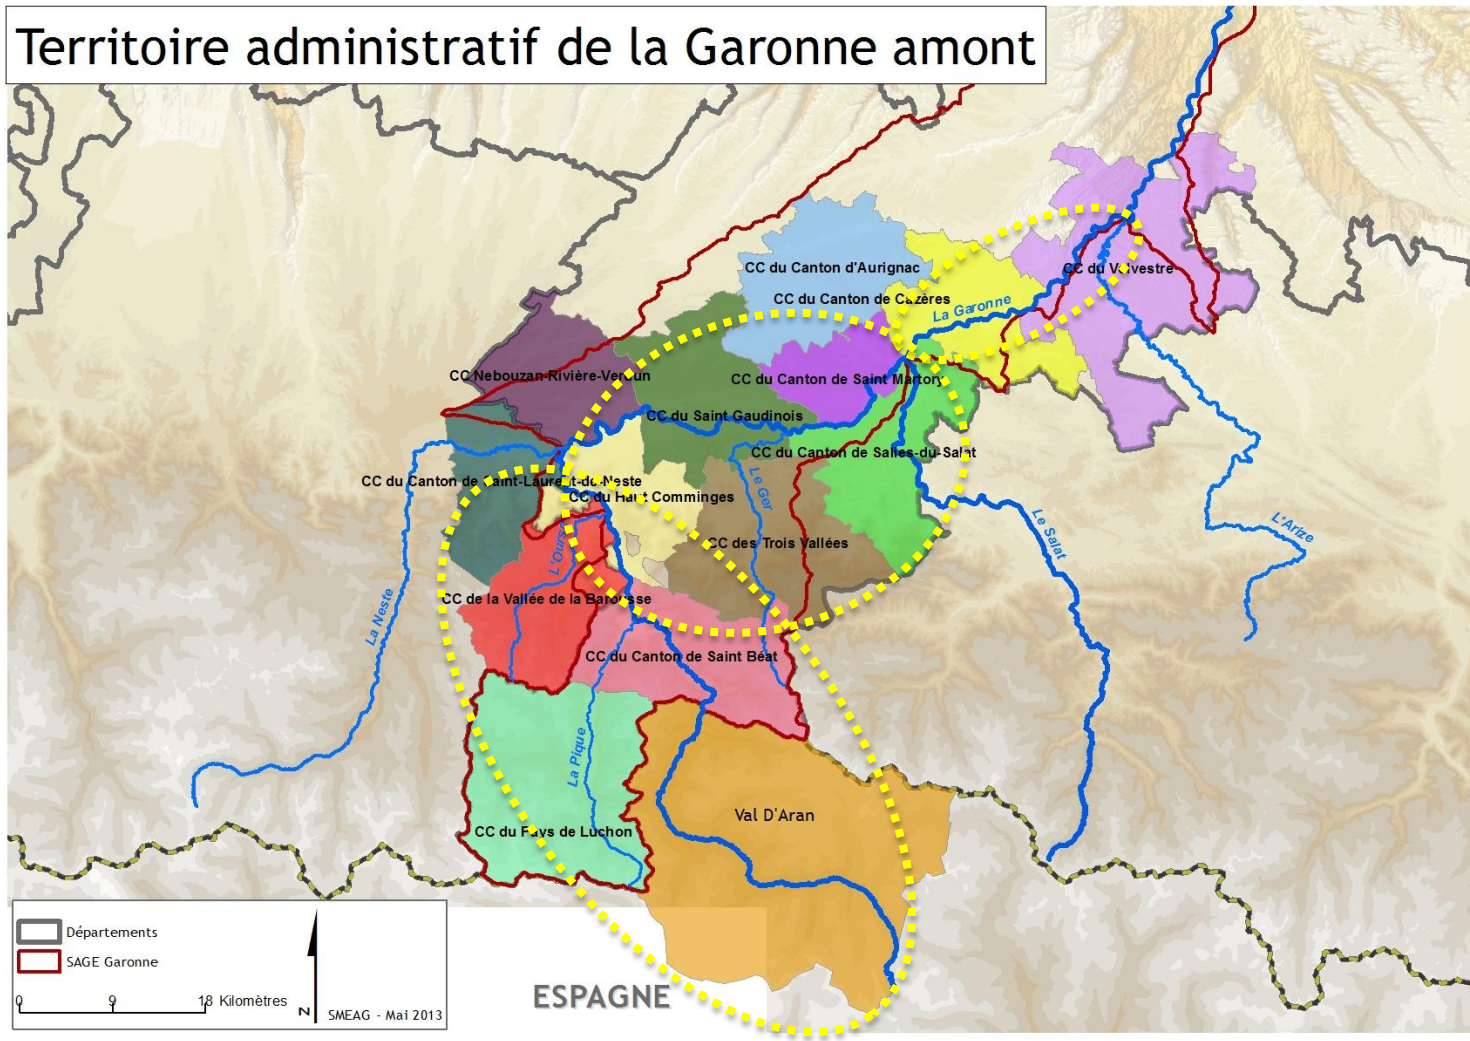 Territoire administratif de la Garonne amont
CC du Canton d'Aurignac
CC du Volvestre
CC du Canton de Cazères
La Garonne
CC Nebouzan-Rivière-Verdun
CC du Canton de Saint Martory
CC du Saint Gaudinois
CC du Canton de Salies-du-Salat
CC du Canton de Saint-Laurent-de-Neste
Le Ger
CC du Haut Comminges
L'Arize
Le Salat
L'Ourse
CC des Trois Vallées
La Neste
CC de la Vallée de la Barousse
CC du Canton de Saint Béat
La Pique
Val D'Aran
CC du Pays de Luchon
Départements
SAGE Garonne
0 9 18 Kilomètres
N
SMEAG - Mai 2013
ESPAGNE